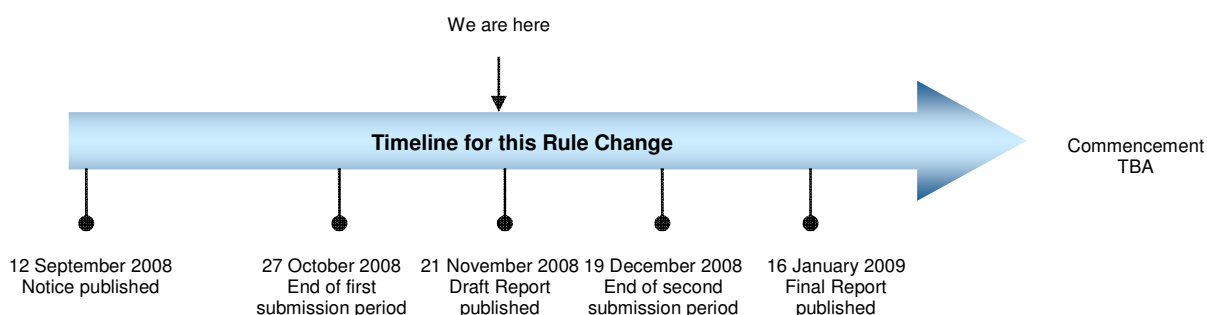 We are here
Timeline for this Rule Change
Commencement
TBA
12 September 2008
Notice published
27 October 2008
End of first
submission period
21 November 2008
Draft Report
published
19 December 2008
End of second
submission period
16 January 2009
Final Report
published